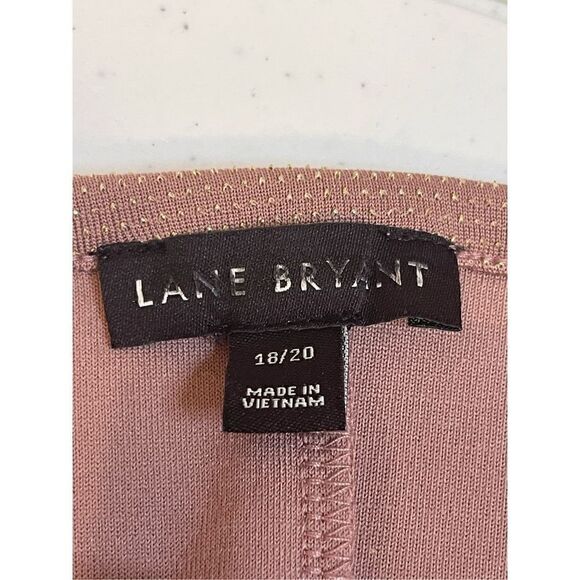 LANE BRYANT
18/20
MADE IN
VIETNAM